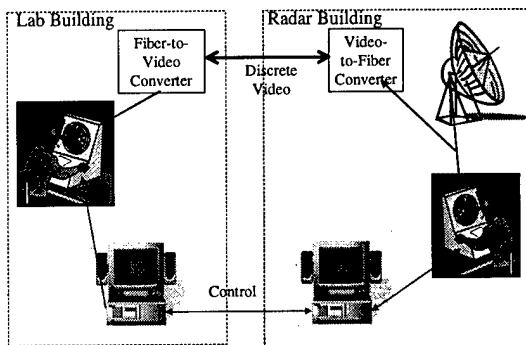 Lab Building
Radar Building
Fiber-to-
Video
Converter
Discrete
Video
Video-
to-Fiber
Converter
Control